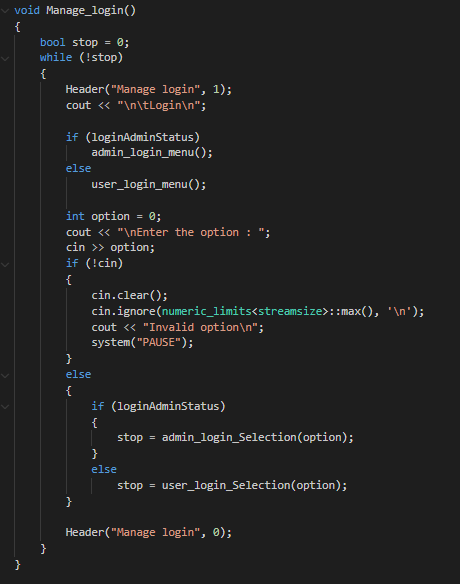 void Manage_login()
{
    bool stop = 0;
    while (!stop)
    {
        Header("Manage login", 1);
        cout << "\n\tLogin\n";

        if (loginAdminStatus)
            admin_login_menu();
        else
            user_login_menu();

        int option = 0;
        cout << "\nEnter the option : ";
        cin >> option;
        if (!cin)
        {
            cin.clear();
            cin.ignore(numeric_limits<streamsize>::max(), '\n');
            cout << "Invalid option\n";
            system("PAUSE");
        }
        else
        {
            if (loginAdminStatus)
            {
                stop = admin_login_Selection(option);
            }
            else
                stop = user_login_Selection(option);
        }

        Header("Manage login", 0);
    }
}